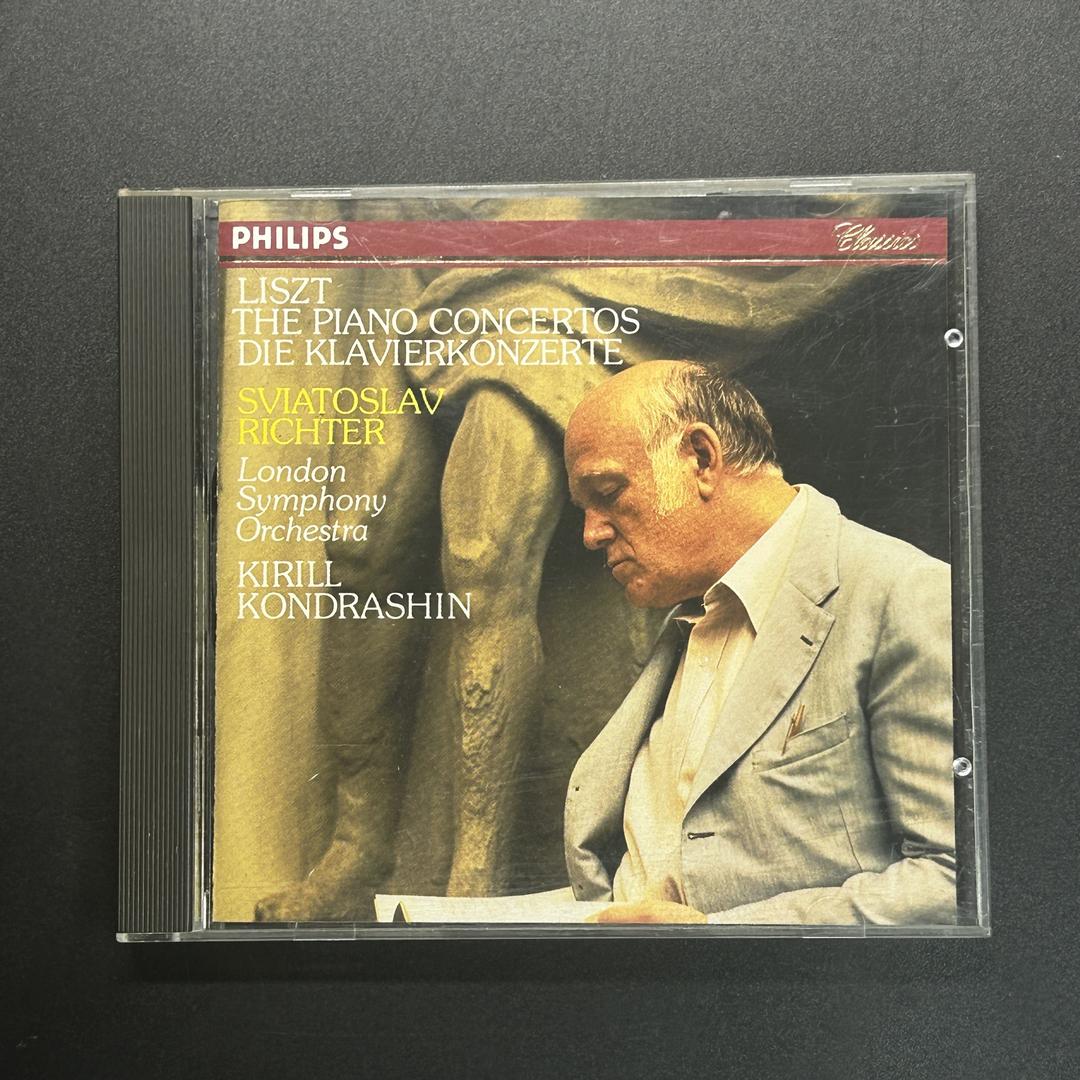 PHILIPS
Classics
LISZT
THE PIANO CONCERTOS
DIE KLAVIERKONZERTE
SVIATOSLAV
RICHTER
London
Symphony
Orchestra
KIRILL
KONDRASHIN